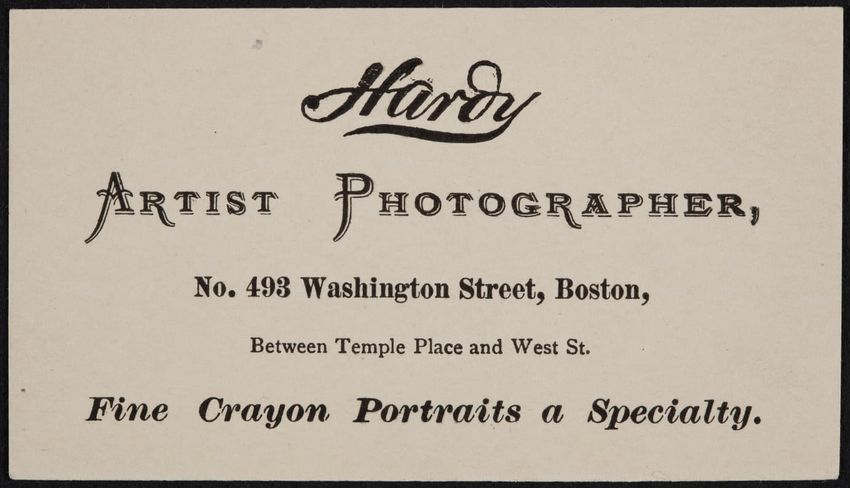 Hardy
Artist Photographer,
No. 493 Washington Street, Boston,
Between Temple Place and West St.
Fine Crayon Portraits a Specialty.